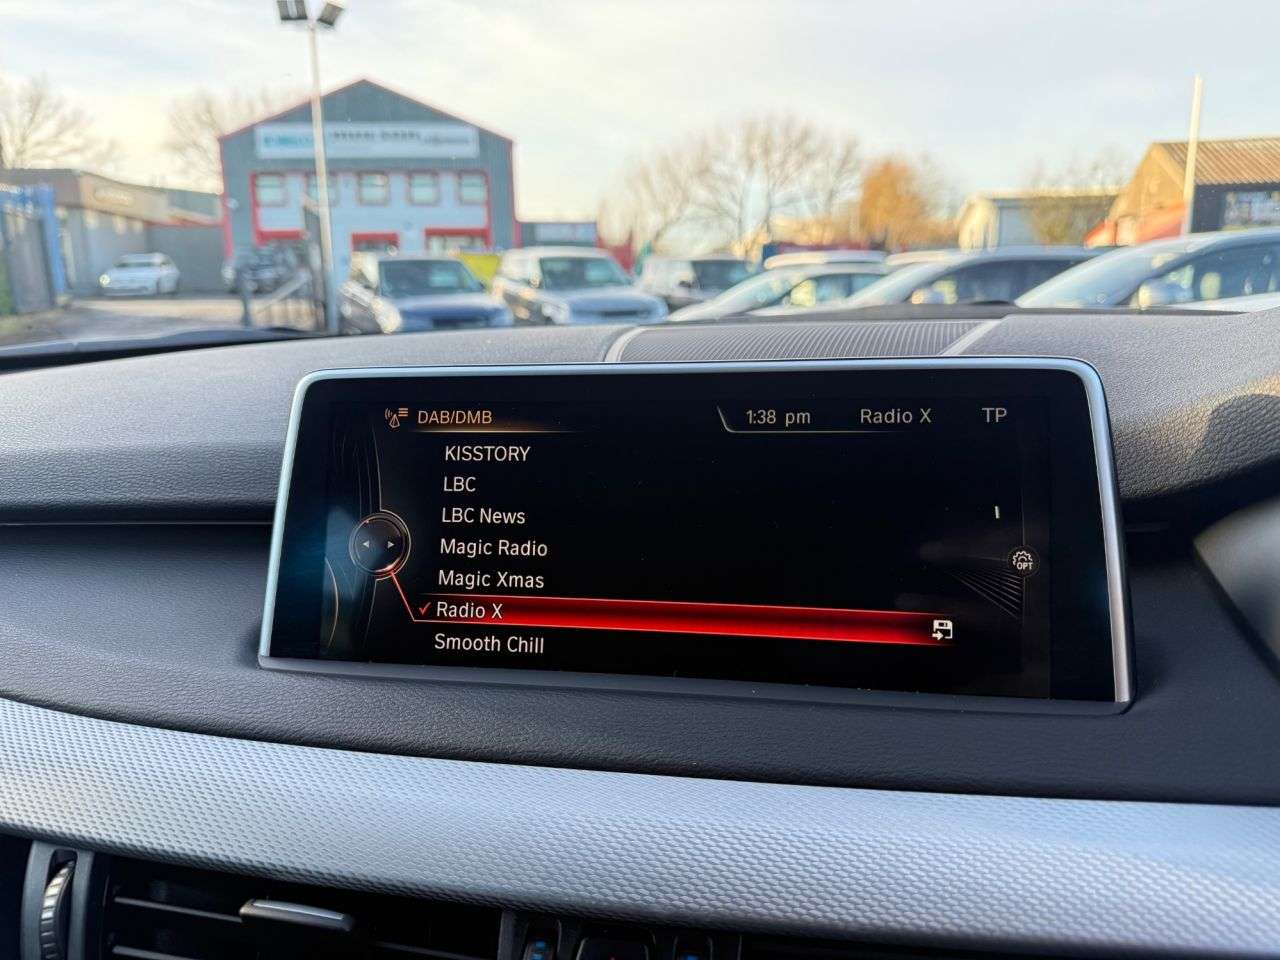 DAB/DMB
1:38 pm
Radio X
TP
KISSTORY
LBC
LBC News
Magic Radio
Magic Xmas
Radio X
Smooth Chill
OPT